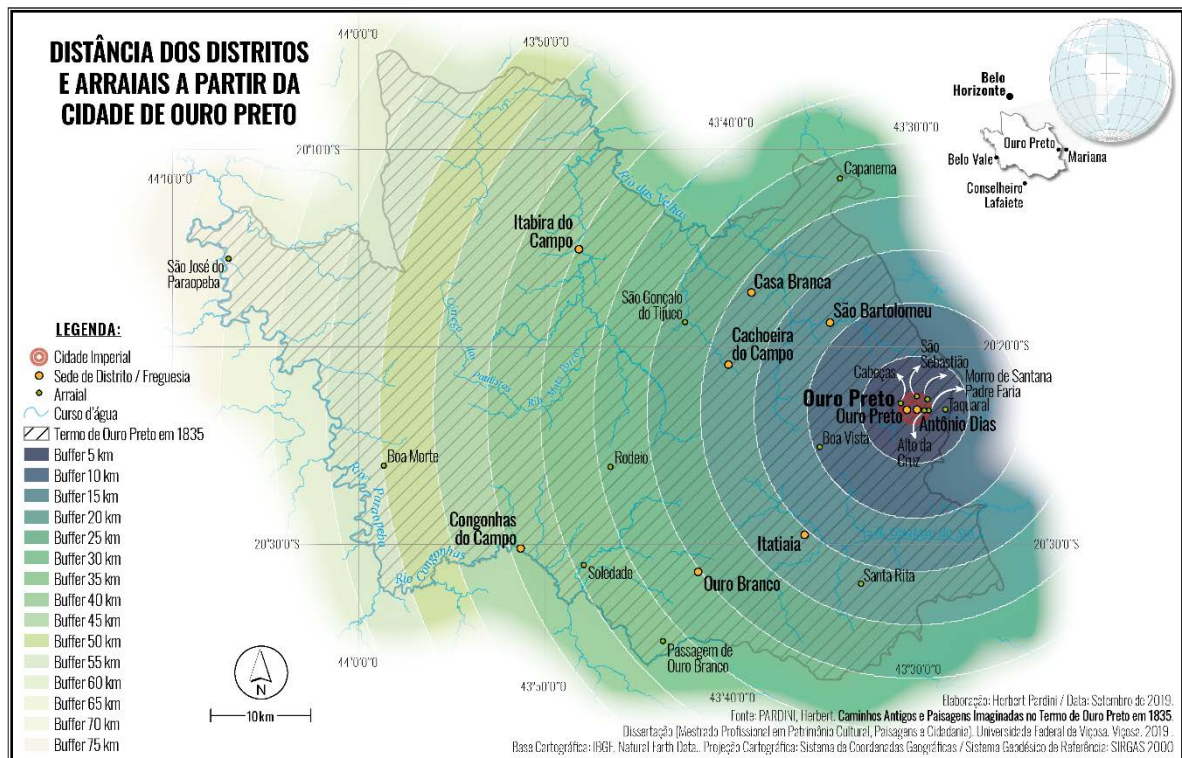 DISTÂNCIA DOS DISTRITOS
E ARRAIAIS A PARTIR DA
CIDADE DE OURO PRETO
44°0'0"O
43°50'0"O
43°40'0"O
43°30'0"O
20°10'0"S
44°10'0"O
Belo
Horizonte
Ouro Preto
Mariana
Belo Vale
Conselheiro
Lafaiete
Capanema
Rio das Velhas
Itabira do
Campo
São José do
Paraopeba
Casa Branca
São Gonçalo
do Tijuco
São Bartolomeu
Cachoeira
do Campo
Córrego dos
Paulistas
Rib. Mata Porcos
20°20'0"S
São
Sebastião
Cabeças
Morro de Santana
Padre Faria
Ouro Preto
Ouro Preto
Taquaral
Antônio Dias
Alto da
Cruz
Boa Vista
Boa Morte
Rodeio
Rio Paraopeba
Congonhas
do Campo
Rio Congonhas
20°30'0"S
Itatiaia
20°30'0"S
Soledade
Ouro Branco
Santa Rita
Passagem de
Ouro Branco
44°0'0"O
43°50'0"O
43°40'0"O
43°30'0"O
LEGENDA:
Cidade Imperial
Sede de Distrito / Freguesia
Arraial
Curso d'água
Termo de Ouro Preto em 1835
Buffer 5 km
Buffer 10 km
Buffer 15 km
Buffer 20 km
Buffer 25 km
Buffer 30 km
Buffer 35 km
Buffer 40 km
Buffer 45 km
Buffer 50 km
Buffer 55 km
Buffer 60 km
Buffer 65 km
Buffer 70 km
Buffer 75 km
N
10km
Elaboração: Herbert Pardini / Data: Setembro de 2019.
Fonte: PARDINI, Herbert. Caminhos Antigos e Paisagens Imaginadas no Termo de Ouro Preto em 1835.
Dissertação (Mestrado Profissional em Patrimônio Cultural, Paisagens e Cidadania). Universidade Federal de Viçosa. Viçosa. 2019.
Base Cartográfica: IBGE, Natural Earth Data. Projeção Cartográfica: Sistema de Coordenadas Geográficas / Sistema Geodésico de Referência: SIRGAS 2000